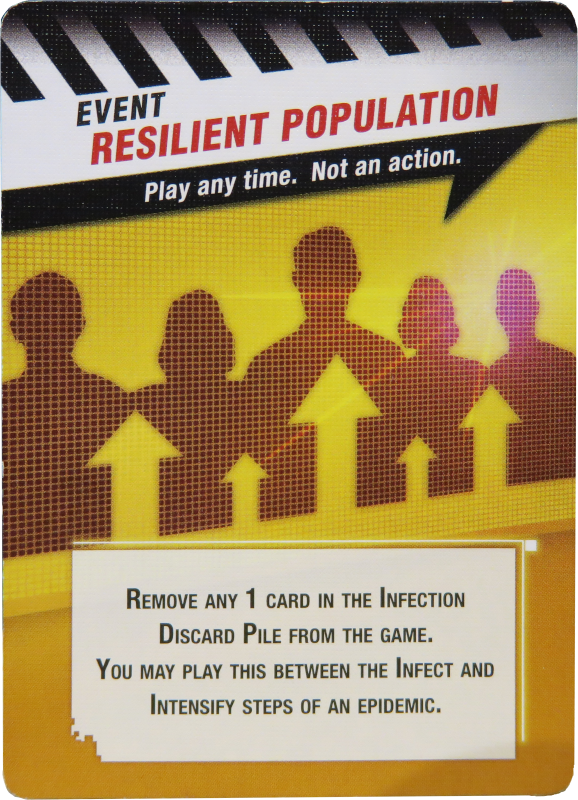 EVENT
RESILIENT POPULATION
Play any time. Not an action.
Remove any 1 card in the Infection
Discard Pile from the game.
You may play this between the Infect and
Intensify steps of an epidemic.